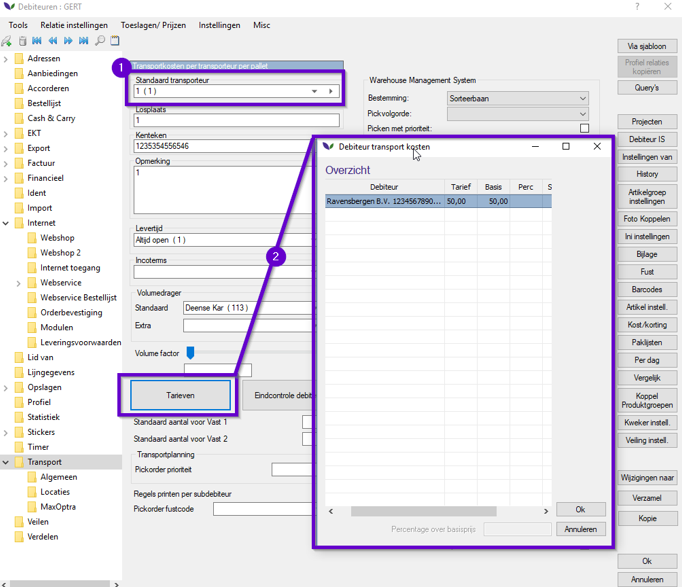 Debiteuren : GERT
?
Tools Relatie instellingen Toeslagen/ Prijzen Instellingen Misc
Adressen
Aanbiedingen
Accorderen
Bestellijst
Cash & Carry
EKT
Export
Factuur
Financieel
Ident
Import
Internet
Webshop
Webshop 2
Internet toegang
Webservice
Webservice Bestellijst
Orderbevestiging
Modulen
Leveringsvoorwaarden
Lid van
Lijngegevens
Opslagen
Profiel
Statistiek
Stickers
Timer
Transport
Algemeen
Locaties
MaxOptra
Veilen
Verdelen
Transportkosten per transporteur per pallet
1
Standaard transporteur
1 ( 1 )
Losplaats
1
Kenteken
1235354556546
Opmerking
1
Levertijd
Altijd open ( 1 )
Incoterms
2
Volumedrager
Standaard Deense Kar ( 113 )
Extra
Volume factor
Tarieven
Eindcontrole debit
Standaard aantal voor Vast 1
Standaard aantal voor Vast 2
Transportplanning
Pickorder prioriteit
Regels printen per subdebiteur
Pickorder fustcode
Warehouse Management System
Bestemming: Sorteerbaan
Pickvolgorde:
Picken met prioriteit:
Debiteur transport kosten
Overzicht
Debiteur Tarief Basis Perc S
Ravensbergen B.V. 1234567890... 50,00 50,00
Ok
Percentage over basisprijs
Annuleren
Via sjabloon
Profiel relaties
kopiëren
Query's
Projecten
Debiteur IS
Instellingen van
History
Artikelgroep
instellingen
Foto Koppelen
Ini instellingen
Bijlage
Fust
Barcodes
Artikel instell.
Kost/korting
Paklijsten
Per dag
Vergelijk
Koppel
Produktgroepen
Kweker instell.
Veiling instell.
Wijzigingen naar
Verzamel
Kopie
Ok
Annuleren